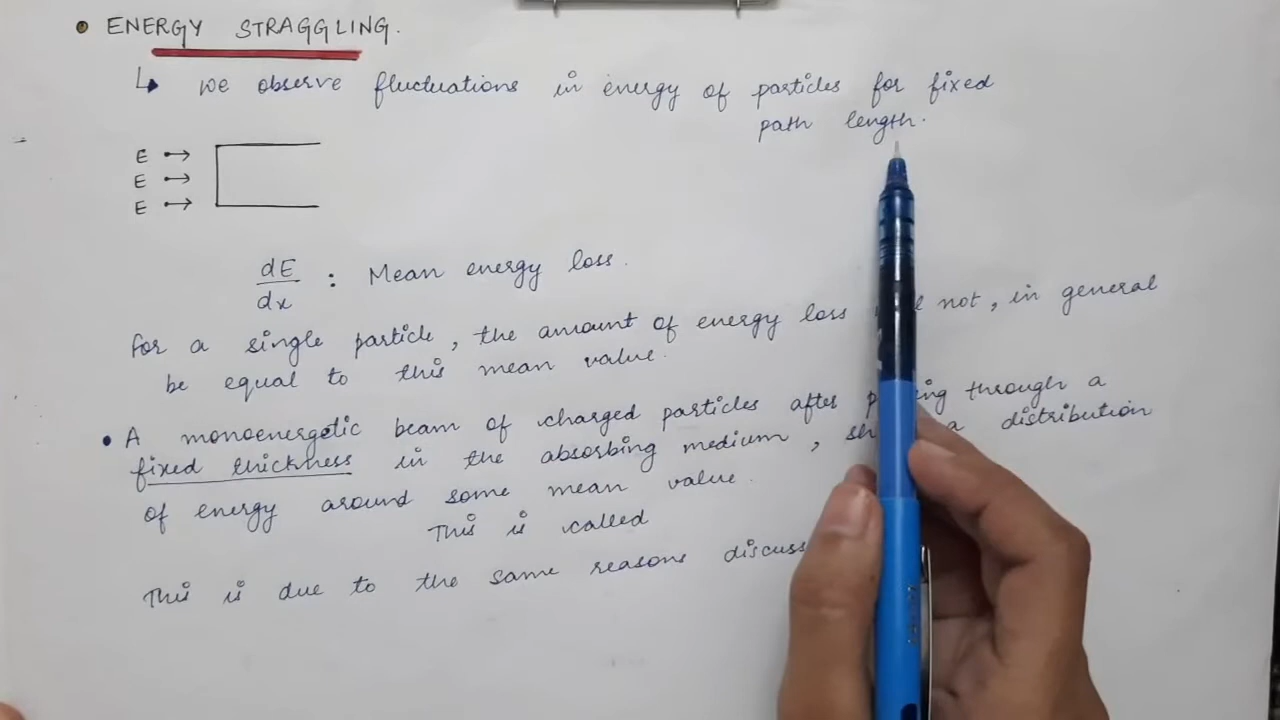 ENERGY STRAGGLING.
↳ we observe fluctuations in energy of particles for fixed
path length.
E
E
E
dE
dx
: Mean energy loss.
For a single particle, the amount of energy loss not, in general
be equal to this mean value.
• A monoenergetic beam of charged particles after through a
fixed thickness in the absorbing medium, a distribution
of energy around some mean value.
This is called
This is due to the same reasons